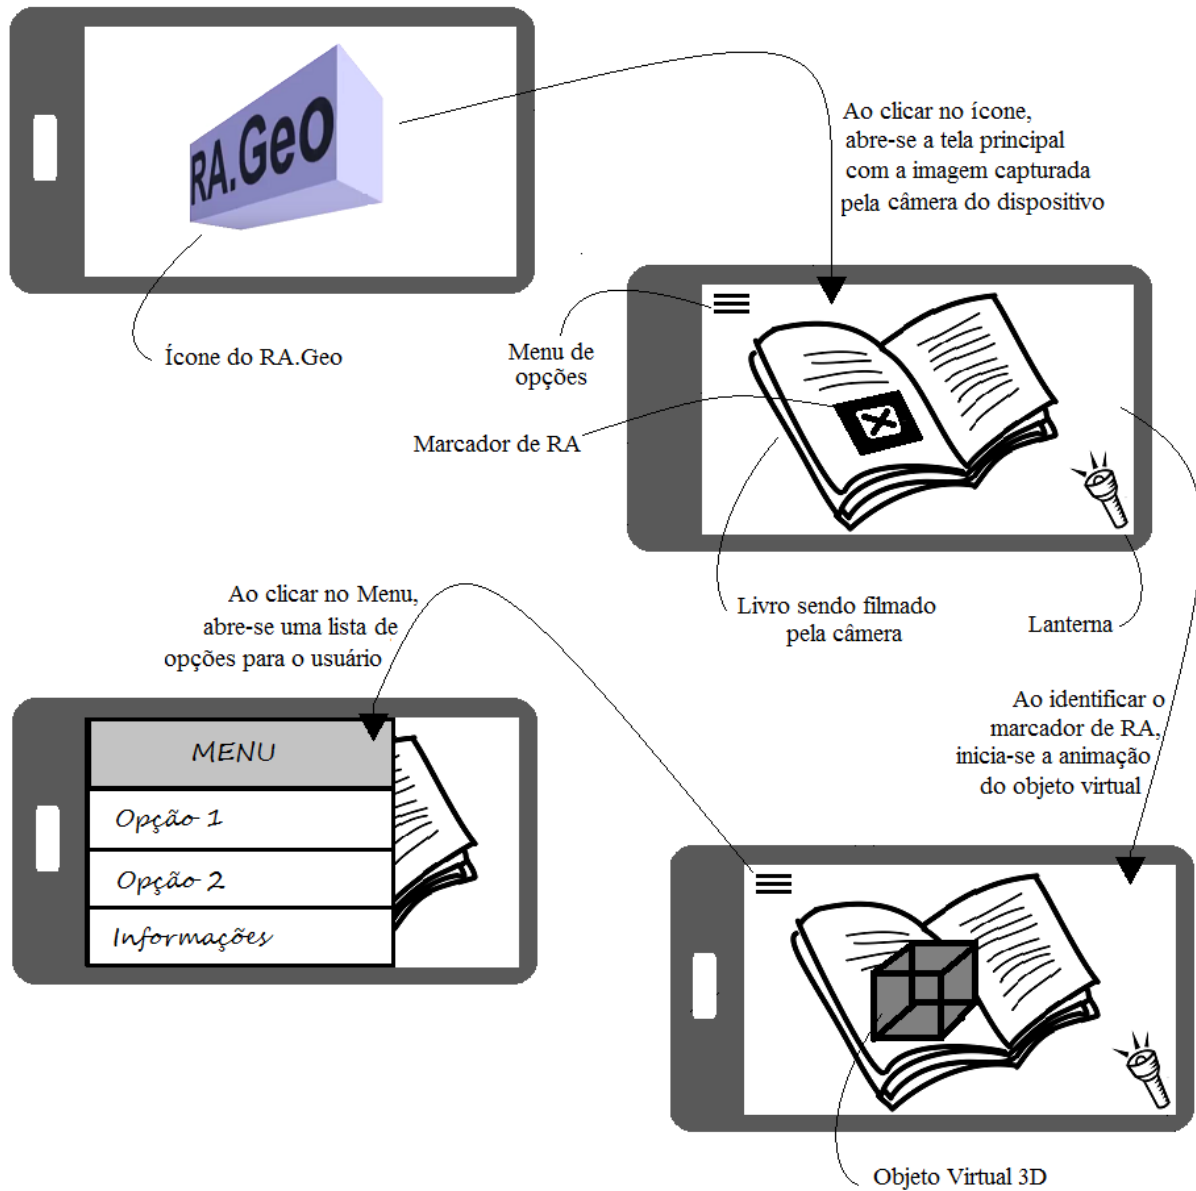 RA.Geo
Ao clicar no ícone,
abre-se a tela principal
com a imagem capturada
pela câmera do dispositivo
Ícone do RA.Geo
Menu de
opções
Marcador de RA
Livro sendo filmado
pela câmera
Lanterna
Ao clicar no Menu,
abre-se uma lista de
opções para o usuário
Ao identificar o
marcador de RA,
inicia-se a animação
do objeto virtual
MENU
Opção 1
Opção 2
Informações
Objeto Virtual 3D